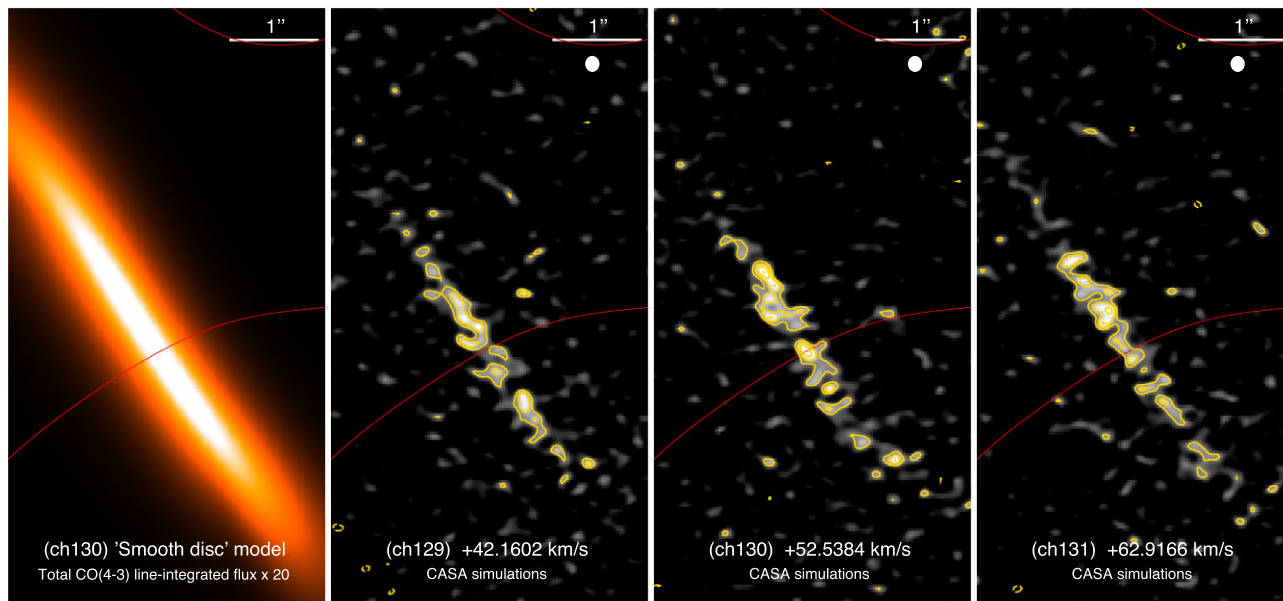 1”
(ch130) ’Smooth disc’ model
Total CO(4-3) line-integrated flux x 20
1”
(ch129) +42.1602 km/s
CASA simulations
1”
(ch130) +52.5384 km/s
CASA simulations
1”
(ch131) +62.9166 km/s
CASA simulations